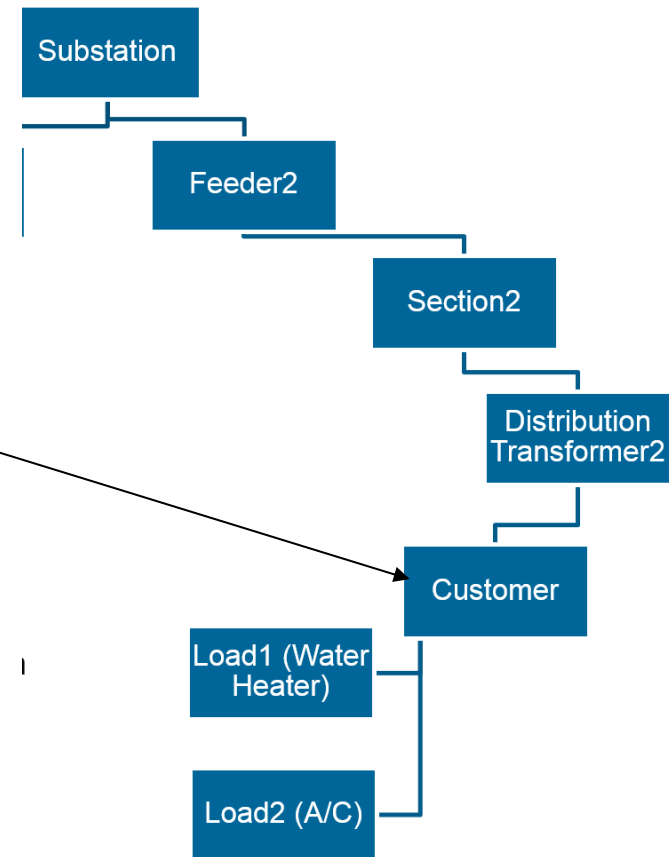 Substation
Feeder2
Section2
Distribution
Transformer2
Customer
Load1 (Water
Heater)
Load2 (A/C)